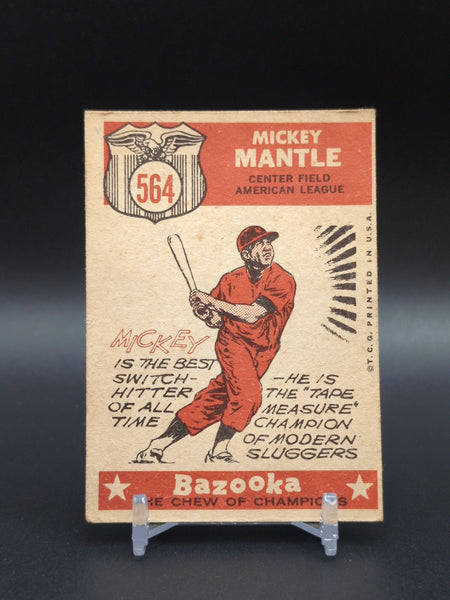 564
MICKEY
MANTLE
CENTER FIELD
AMERICAN LEAGUE
©T.C.G. PRINTED IN U.S.A.
MICKEY
IS THE BEST
SWITCH-
HITTER
OF ALL
TIME
—HE IS
THE "TAPE
MEASURE"
CHAMPION
OF MODERN
SLUGGERS
Bazooka
THE CHEW OF CHAMPIONS